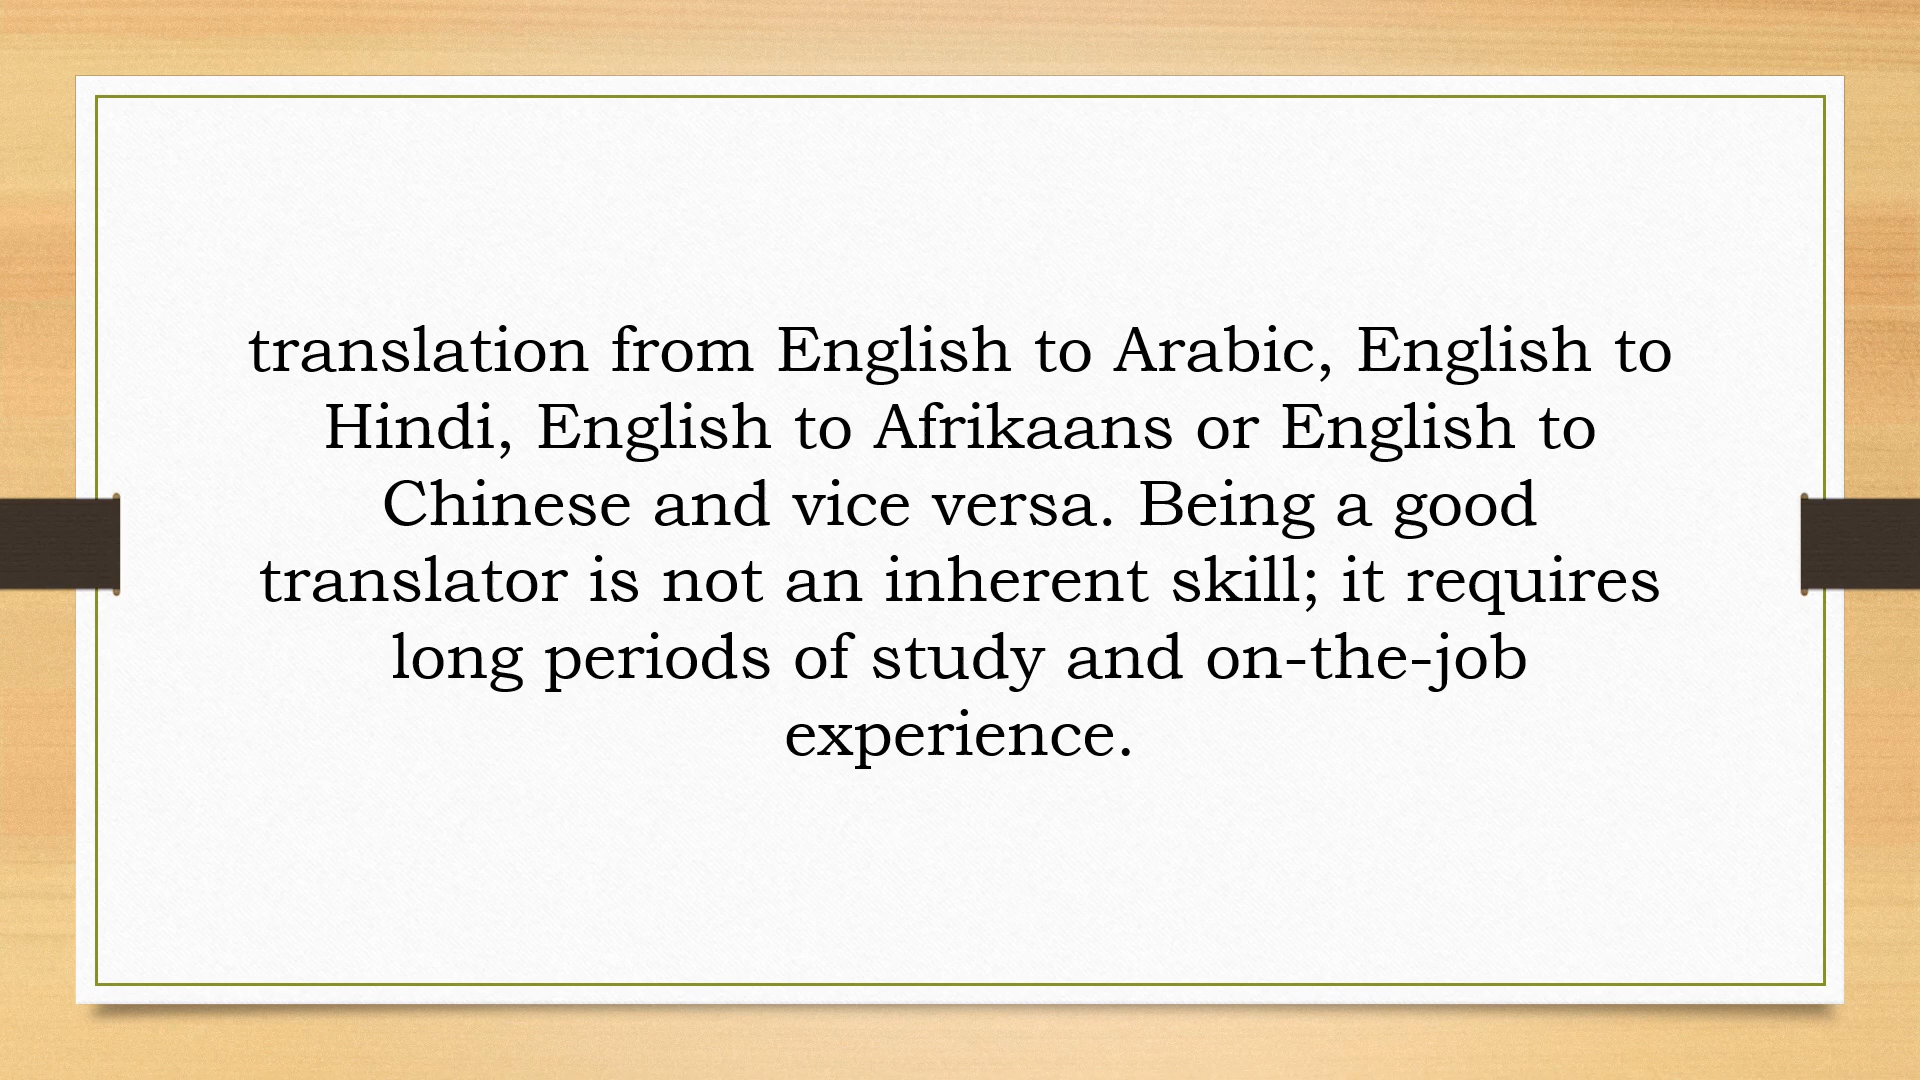 translation from English to Arabic, English to
Hindi, English to Afrikaans or English to
Chinese and vice versa. Being a good
translator is not an inherent skill; it requires
long periods of study and on-the-job
experience.